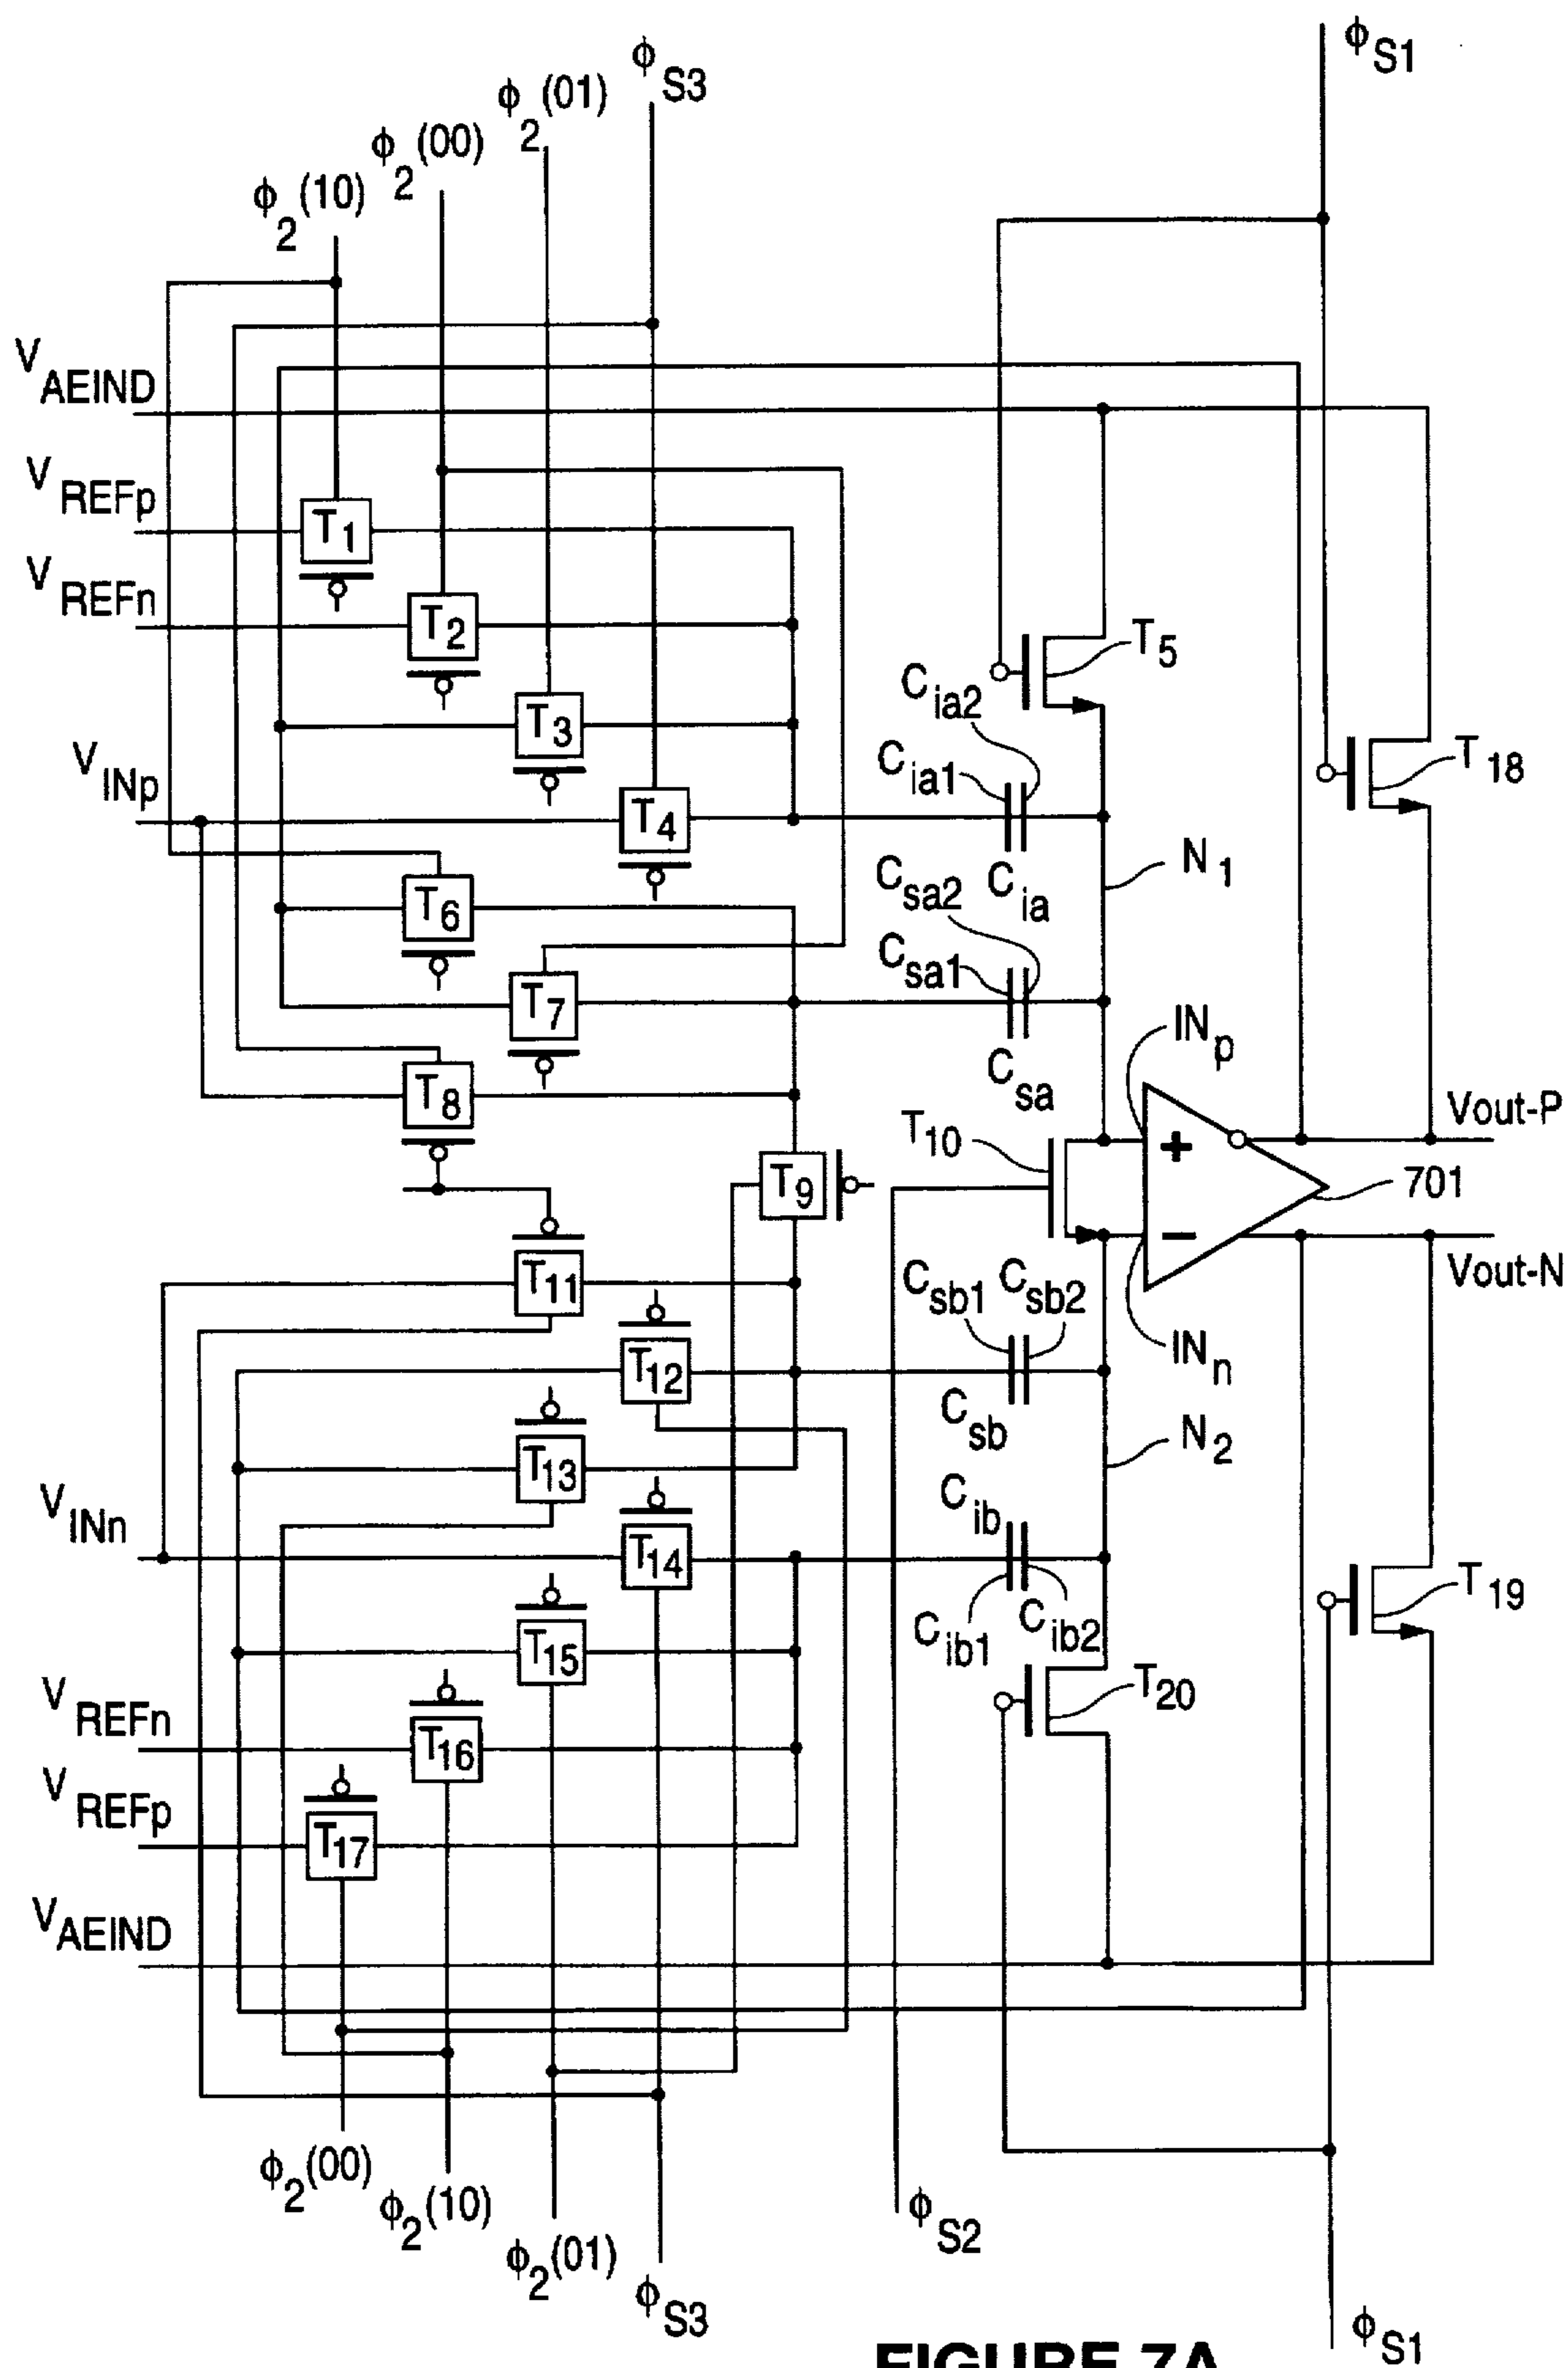 ϕS1
ϕS3
ϕ2(01)
ϕ2(00)
ϕ2(10)
VAEIND
VREFp
T1
VREFn
T2
T5
Cia2
T3
VINp
Cia1
T18
T4
N1
Csa2
Cia
T6
Csa1
T7
INp
Csa
T8
Vout-P
T10
+
T9
701
−
T11
Csb1
Csb2
Vout-N
T12
INn
Csb
N2
T13
VINn
Cib
T14
T19
Cib1
Cib2
T15
VREFn
T20
T16
VREFp
T17
VAEIND
ϕ2(00)
ϕ2(10)
ϕS2
ϕ2(01)
ϕS3
ϕS1
FIGURE 7A